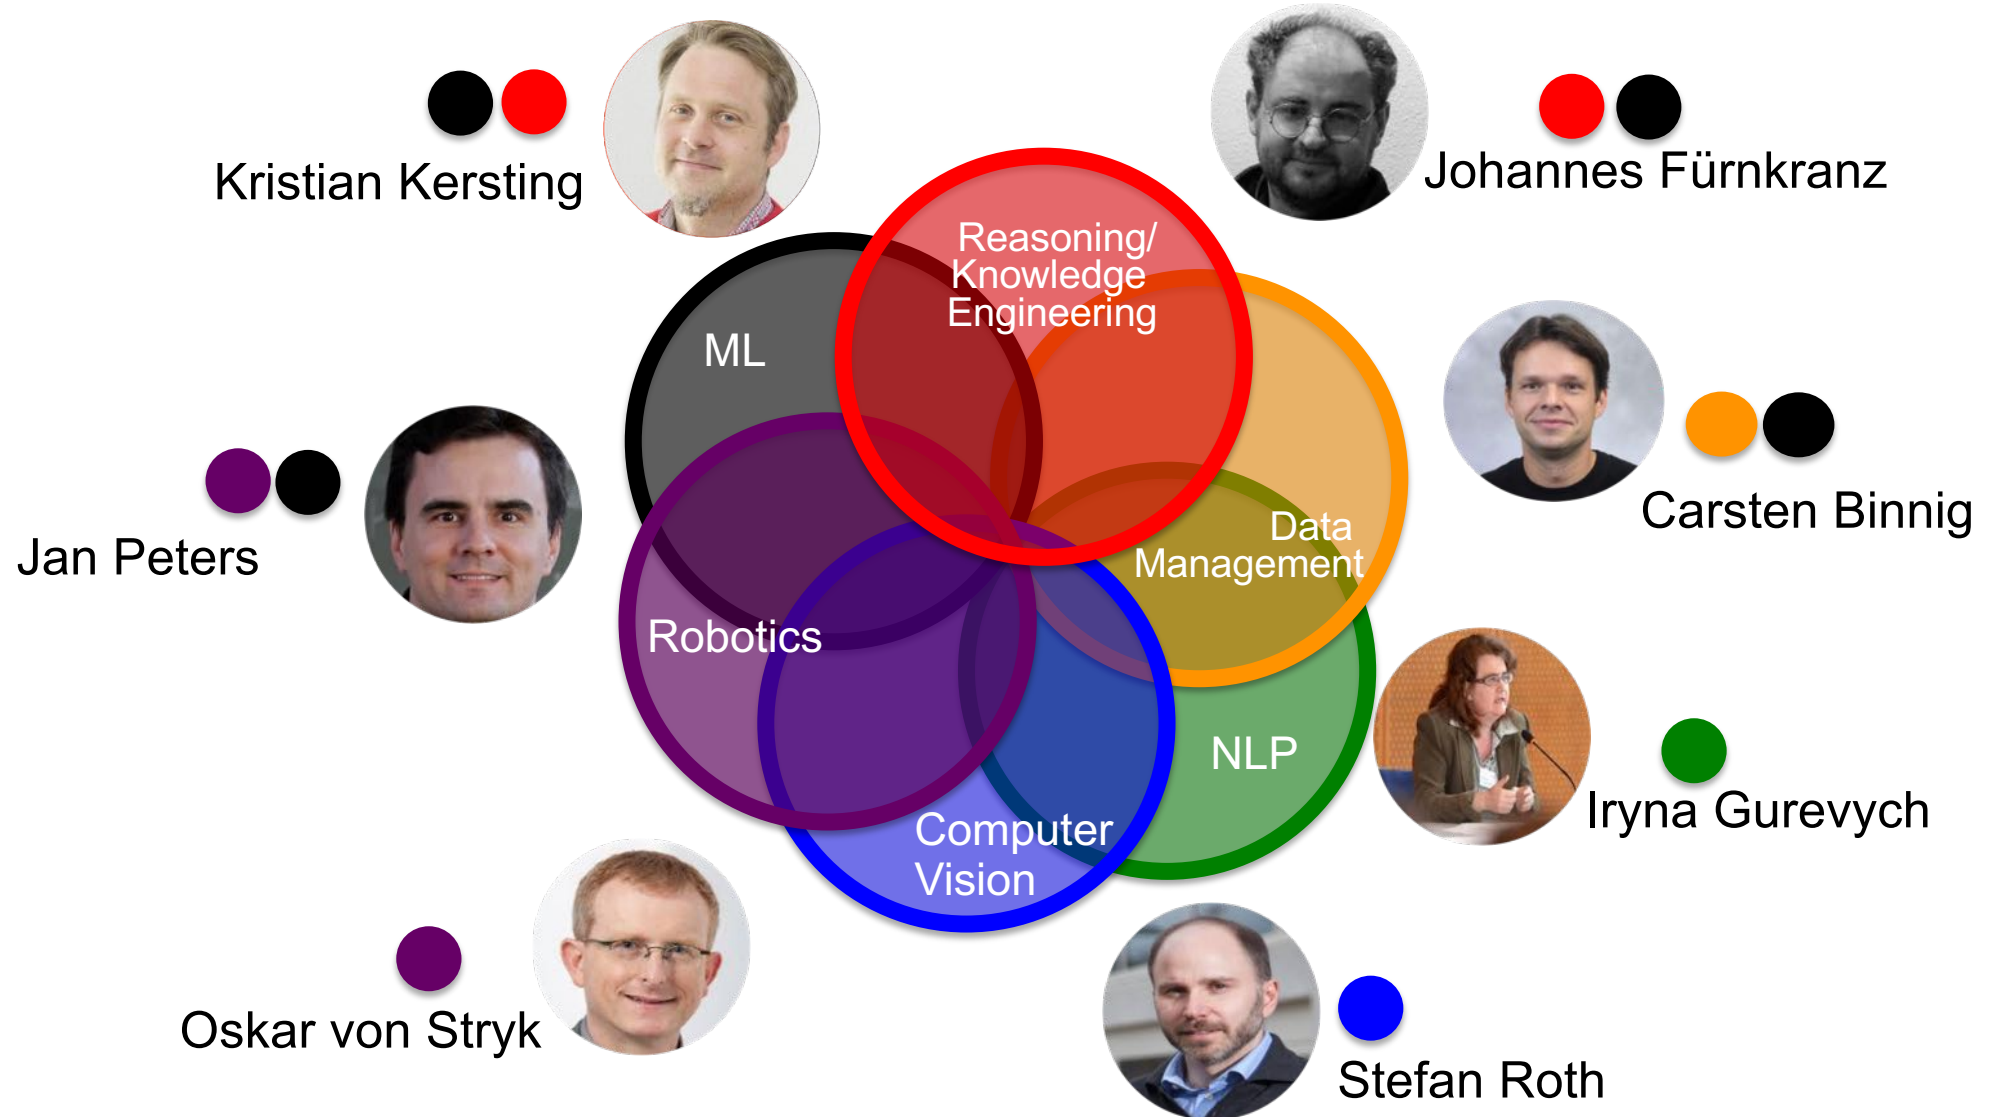 Kristian Kersting
Johannes Fürnkranz
Reasoning/
Knowledge
Engineering
ML
Data
Management
Carsten Binnig
Jan Peters
Robotics
NLP
Iryna Gurevych
Computer
Vision
Oskar von Stryk
Stefan Roth